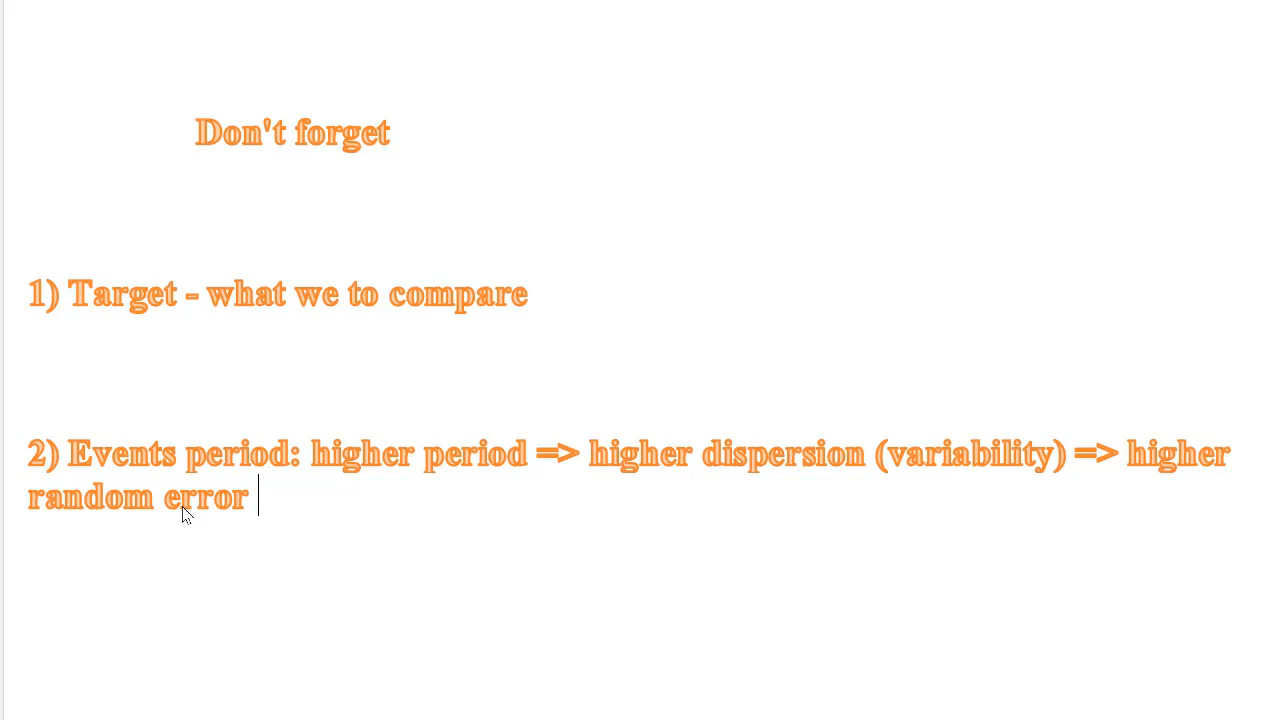 Don't forget
1) Target - what we to compare
2) Events period: higher period => higher dispersion (variability) => higher
random error